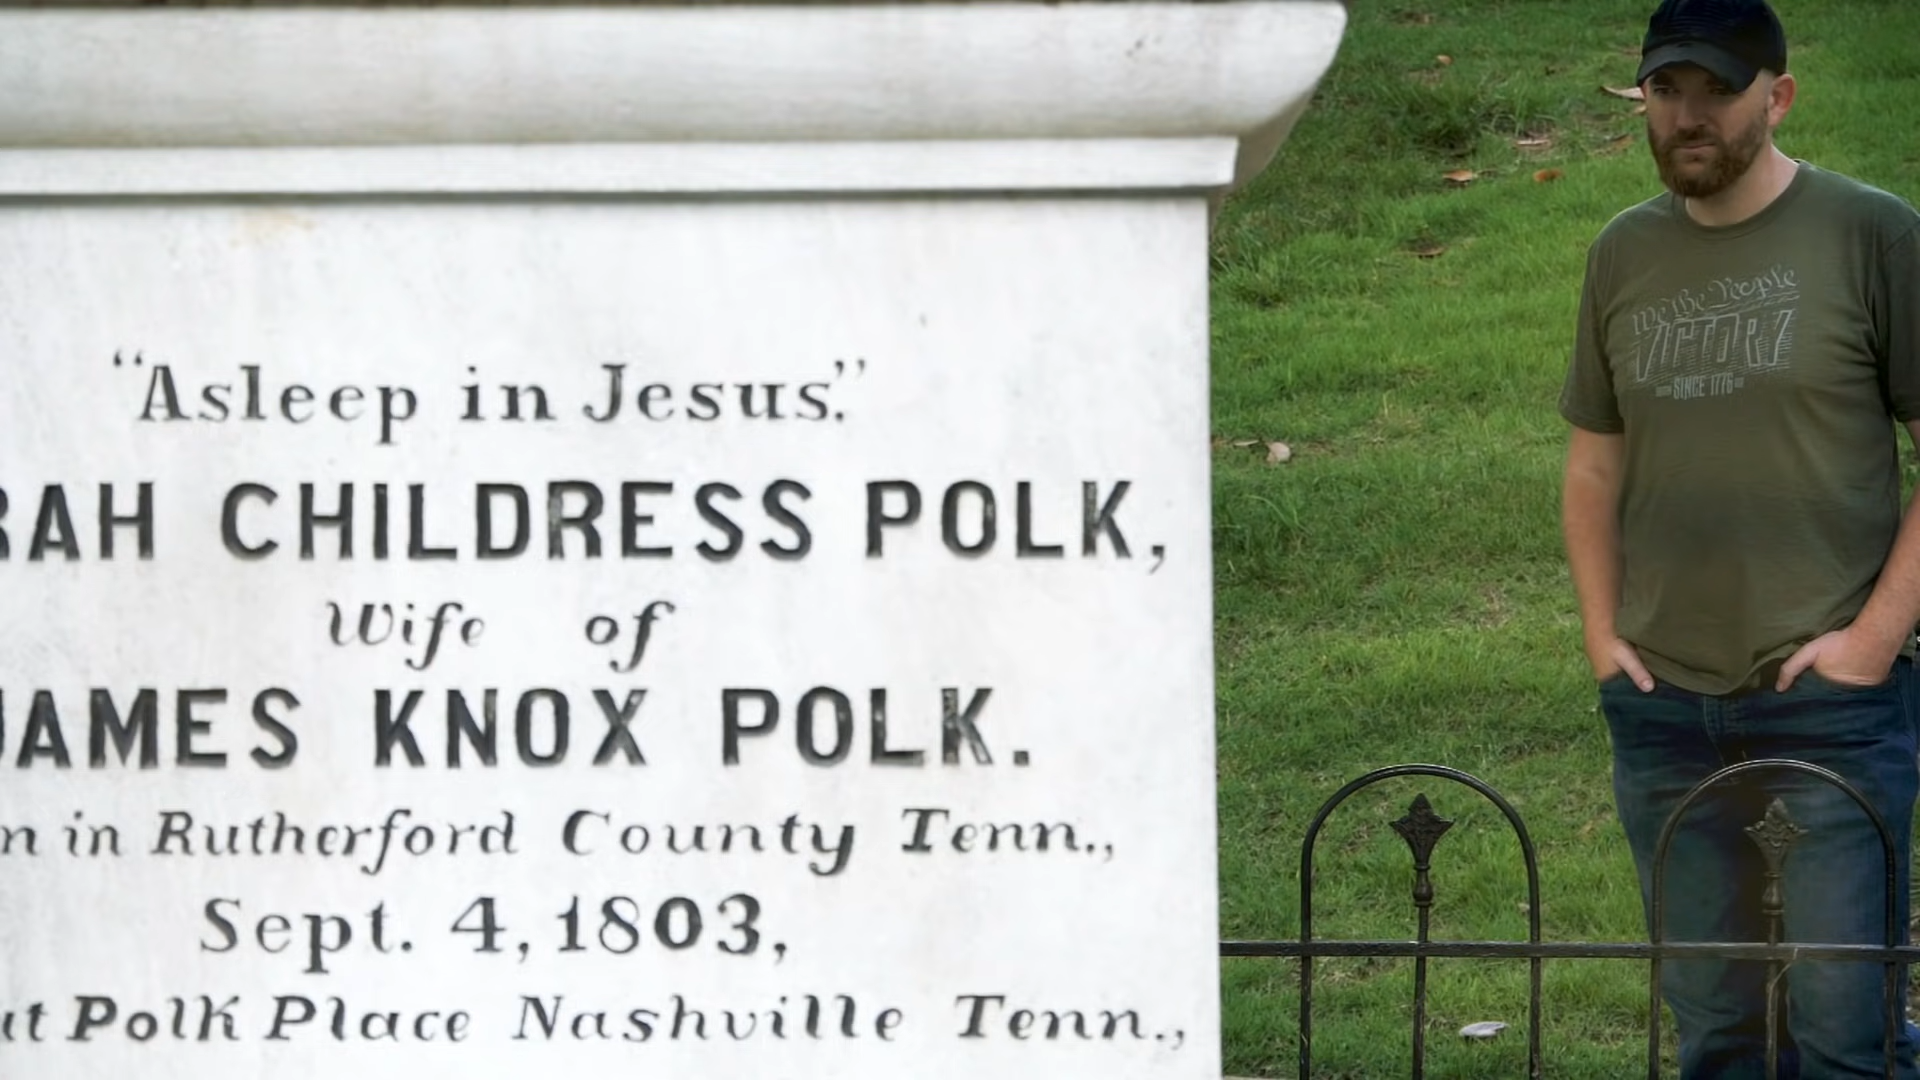 “Asleep in Jesus.”
RAH CHILDRESS POLK,
Wife of
JAMES KNOX POLK.
n in Rutherford County Tenn.,
Sept. 4, 1803,
at Polk Place Nashville Tenn.,
We the People
VICTORY
SINCE 1776